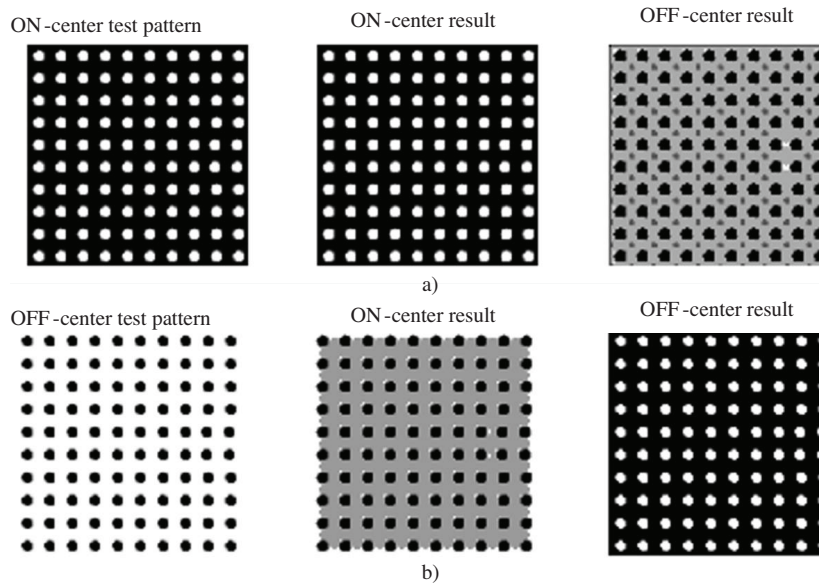 ON-center test pattern
ON-center result
OFF-center result
a)
OFF-center test pattern
ON-center result
OFF-center result
b)